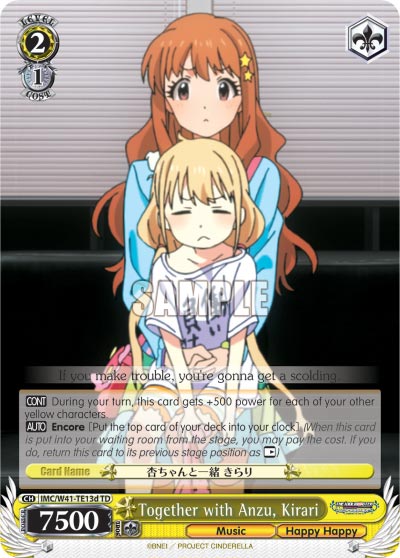 LEVEL
2
1
COST
SAMPLE
If you make trouble, you're gonna get a scolding.
CONT During your turn, this card gets +500 power for each of your other
yellow characters.
AUTO Encore [Put the top card of your deck into your clock] (When this card
is put into your waiting room from the stage, you may pay the cost. If you
do, return this card to its previous stage position as
Card Name 杏ちゃんと一緒 きらり
CH IMC/W41-TE13d TD
POWER 7500 SOUL Together with Anzu, Kirari
Music Happy Happy
©BNEI / PROJECT CINDERELLA